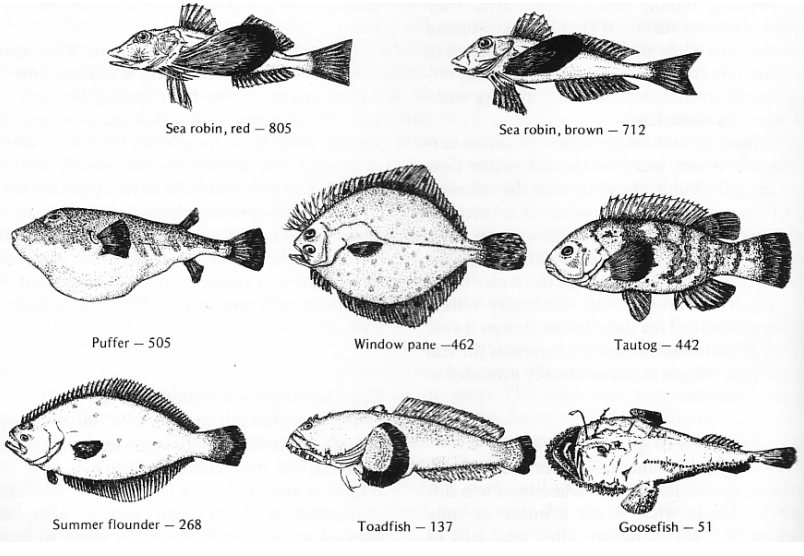 Sea robin, red — 805
Sea robin, brown — 712
Puffer — 505
Window pane —462
Tautog — 442
Summer flounder — 268
Toadfish — 137
Goosefish — 51